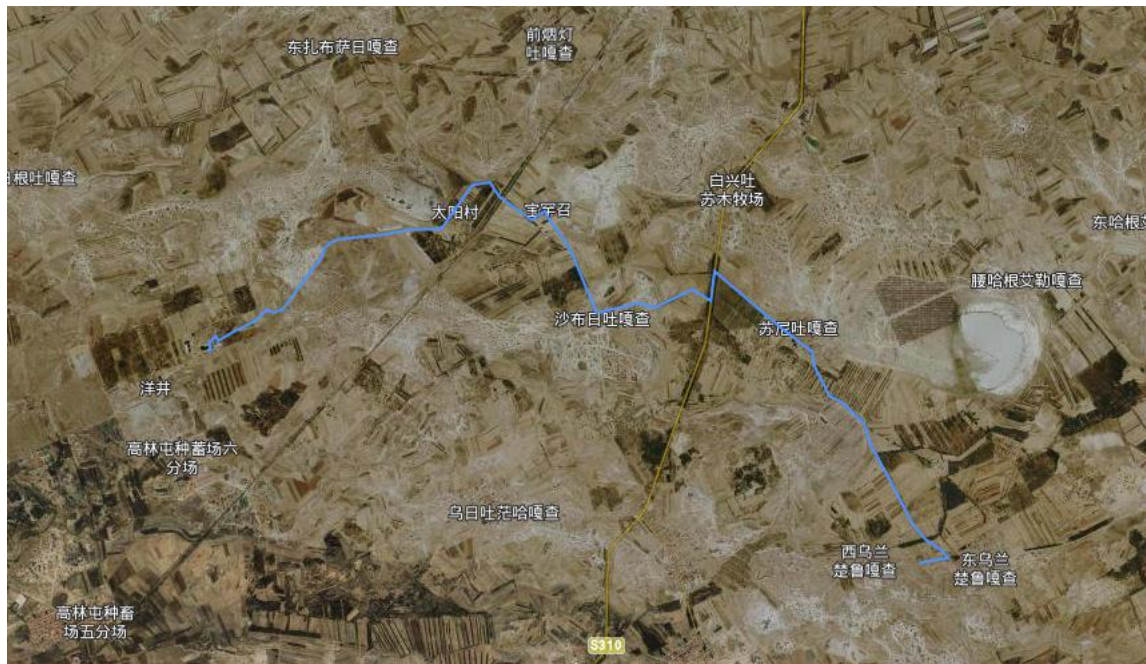 前烟灯
吐嘎查
东扎布萨日嘎查
根吐嘎查
白兴吐
苏木牧场
太阳村
宝军召
东哈根
腰哈根艾勒嘎查
沙布日吐嘎查
苏尼吐嘎查
洋井
高林屯种蓄场六
分场
乌日吐茫哈嘎查
西乌兰
楚鲁嘎查
东乌兰
楚鲁嘎查
高林屯种畜
场五分场
S310